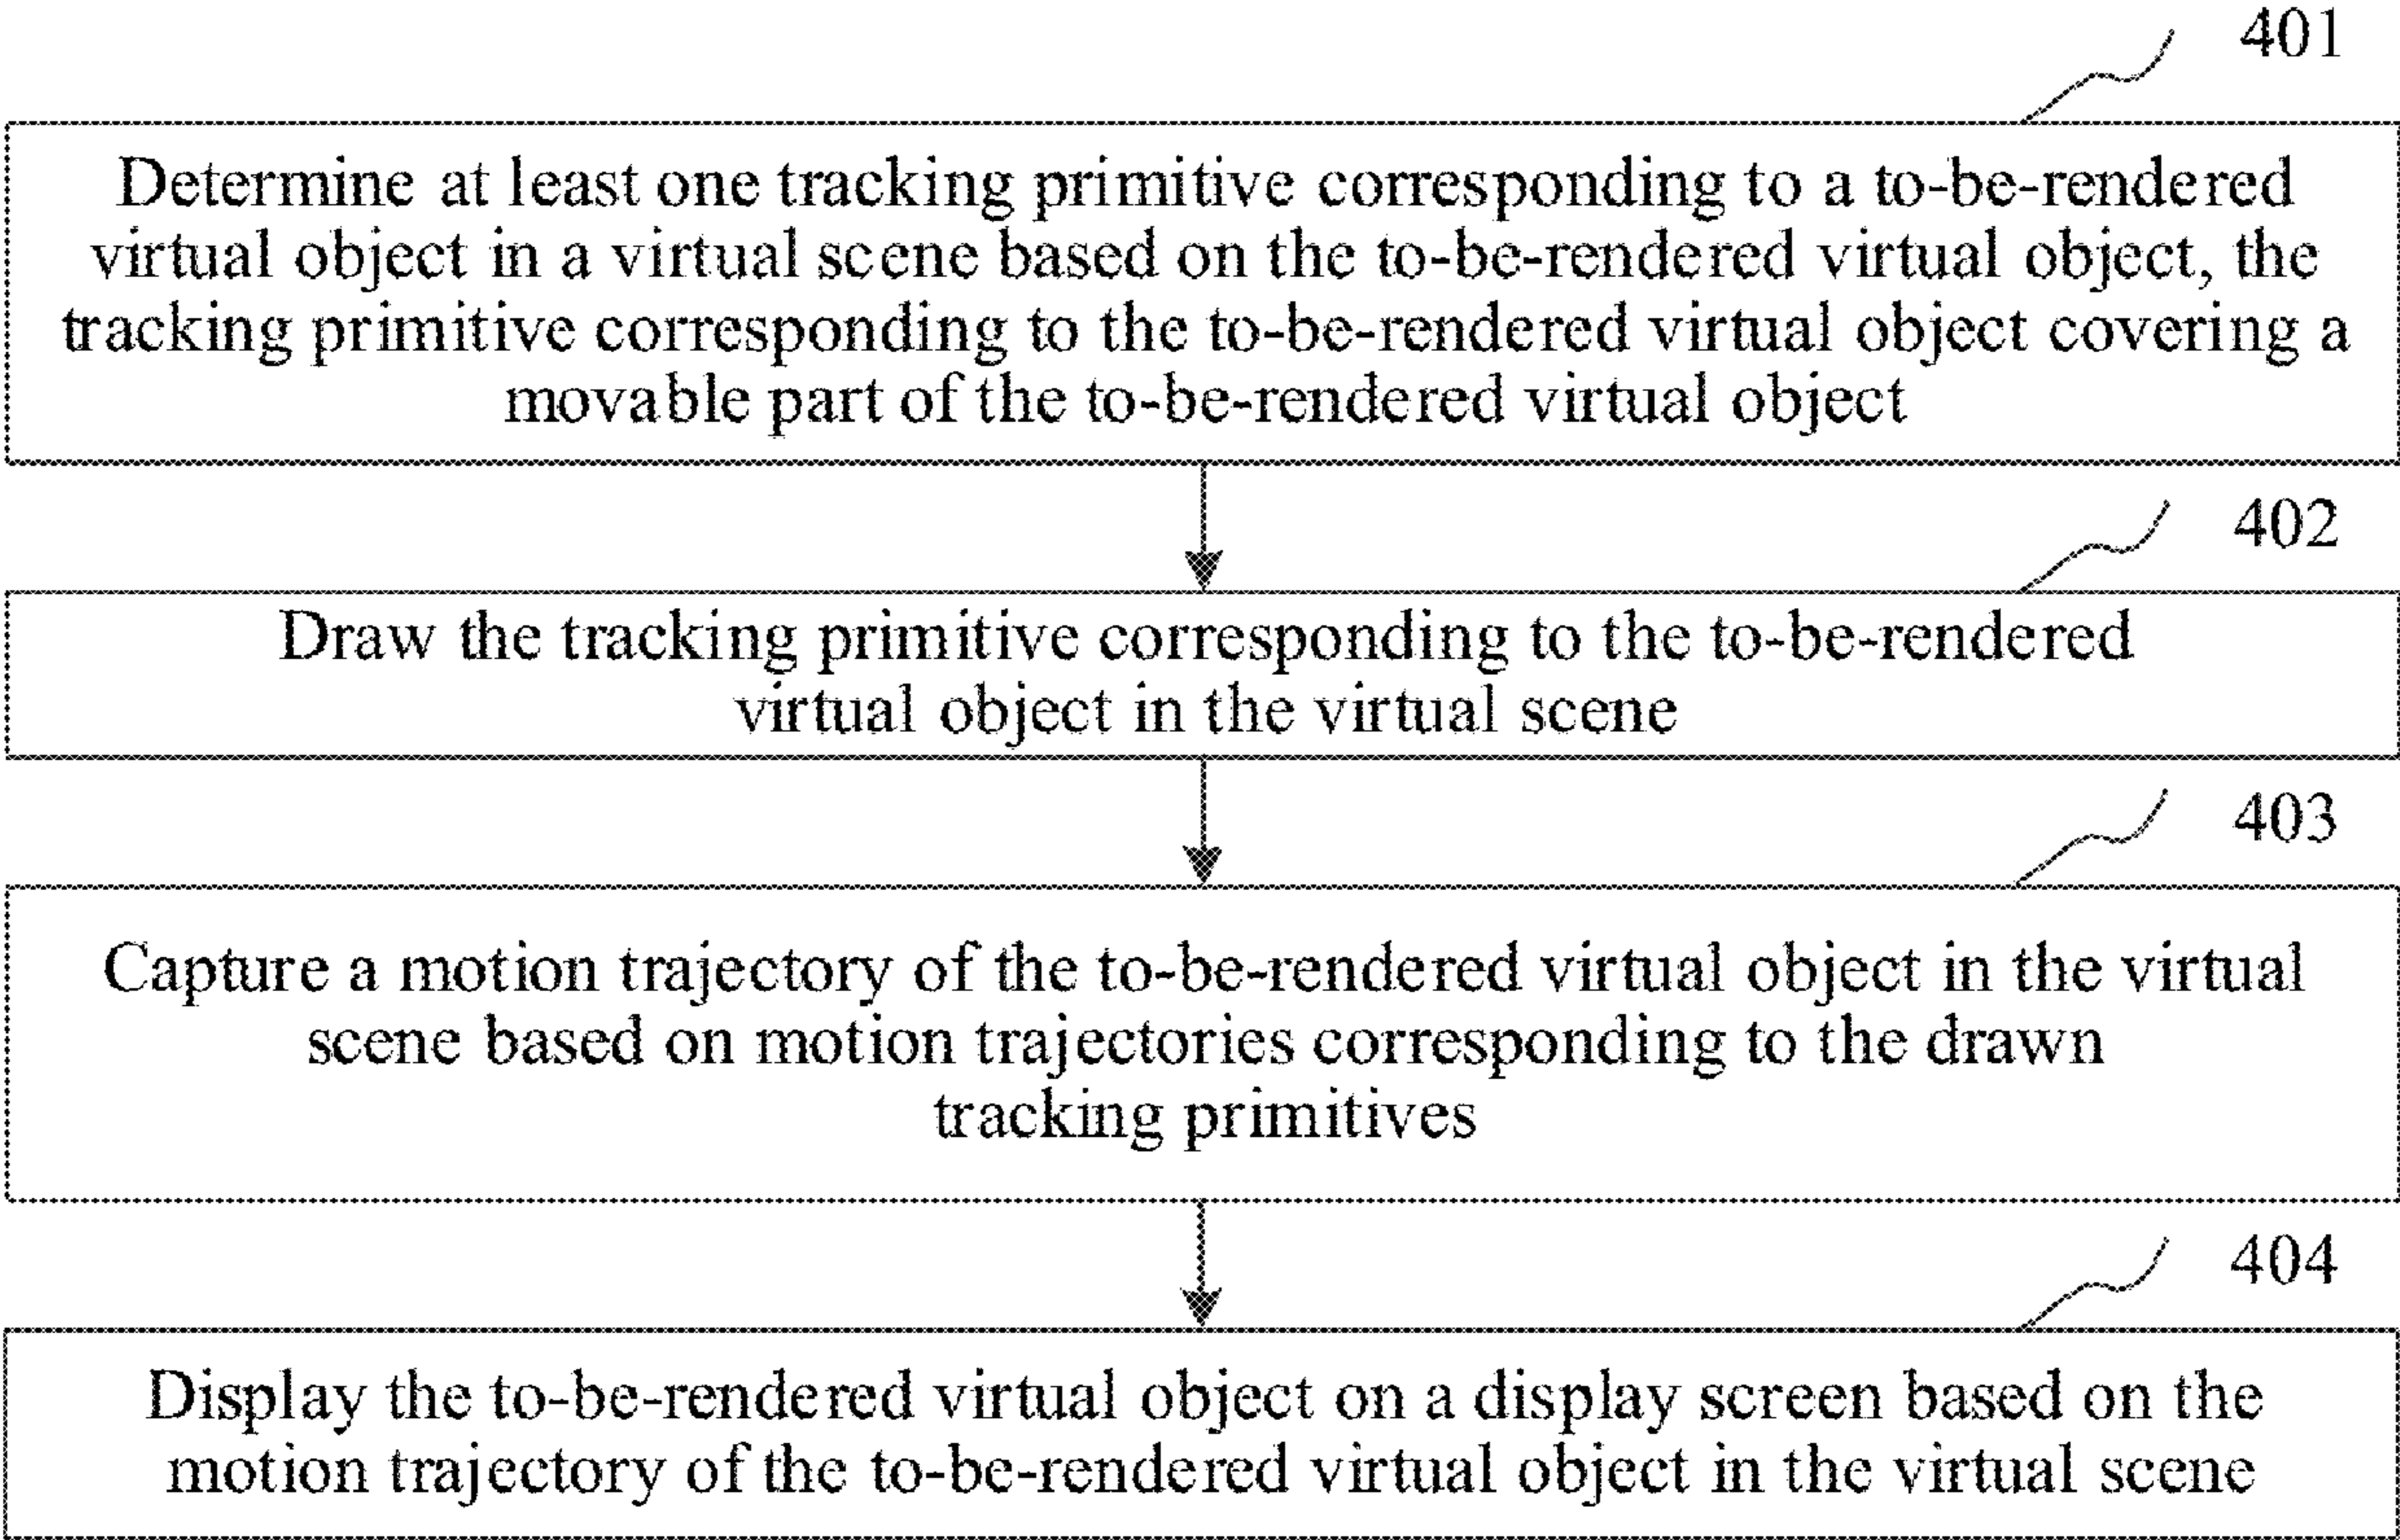 401
Determine at least one tracking primitive corresponding to a to-be-rendered
virtual object in a virtual scene based on the to-be-rendered virtual object, the
tracking primitive corresponding to the to-be-rendered virtual object covering a
movable part of the to-be-rendered virtual object
402
Draw the tracking primitive corresponding to the to-be-rendered
virtual object in the virtual scene
403
Capture a motion trajectory of the to-be-rendered virtual object in the virtual
scene based on motion trajectories corresponding to the drawn
tracking primitives
404
Display the to-be-rendered virtual object on a display screen based on the
motion trajectory of the to-be-rendered virtual object in the virtual scene